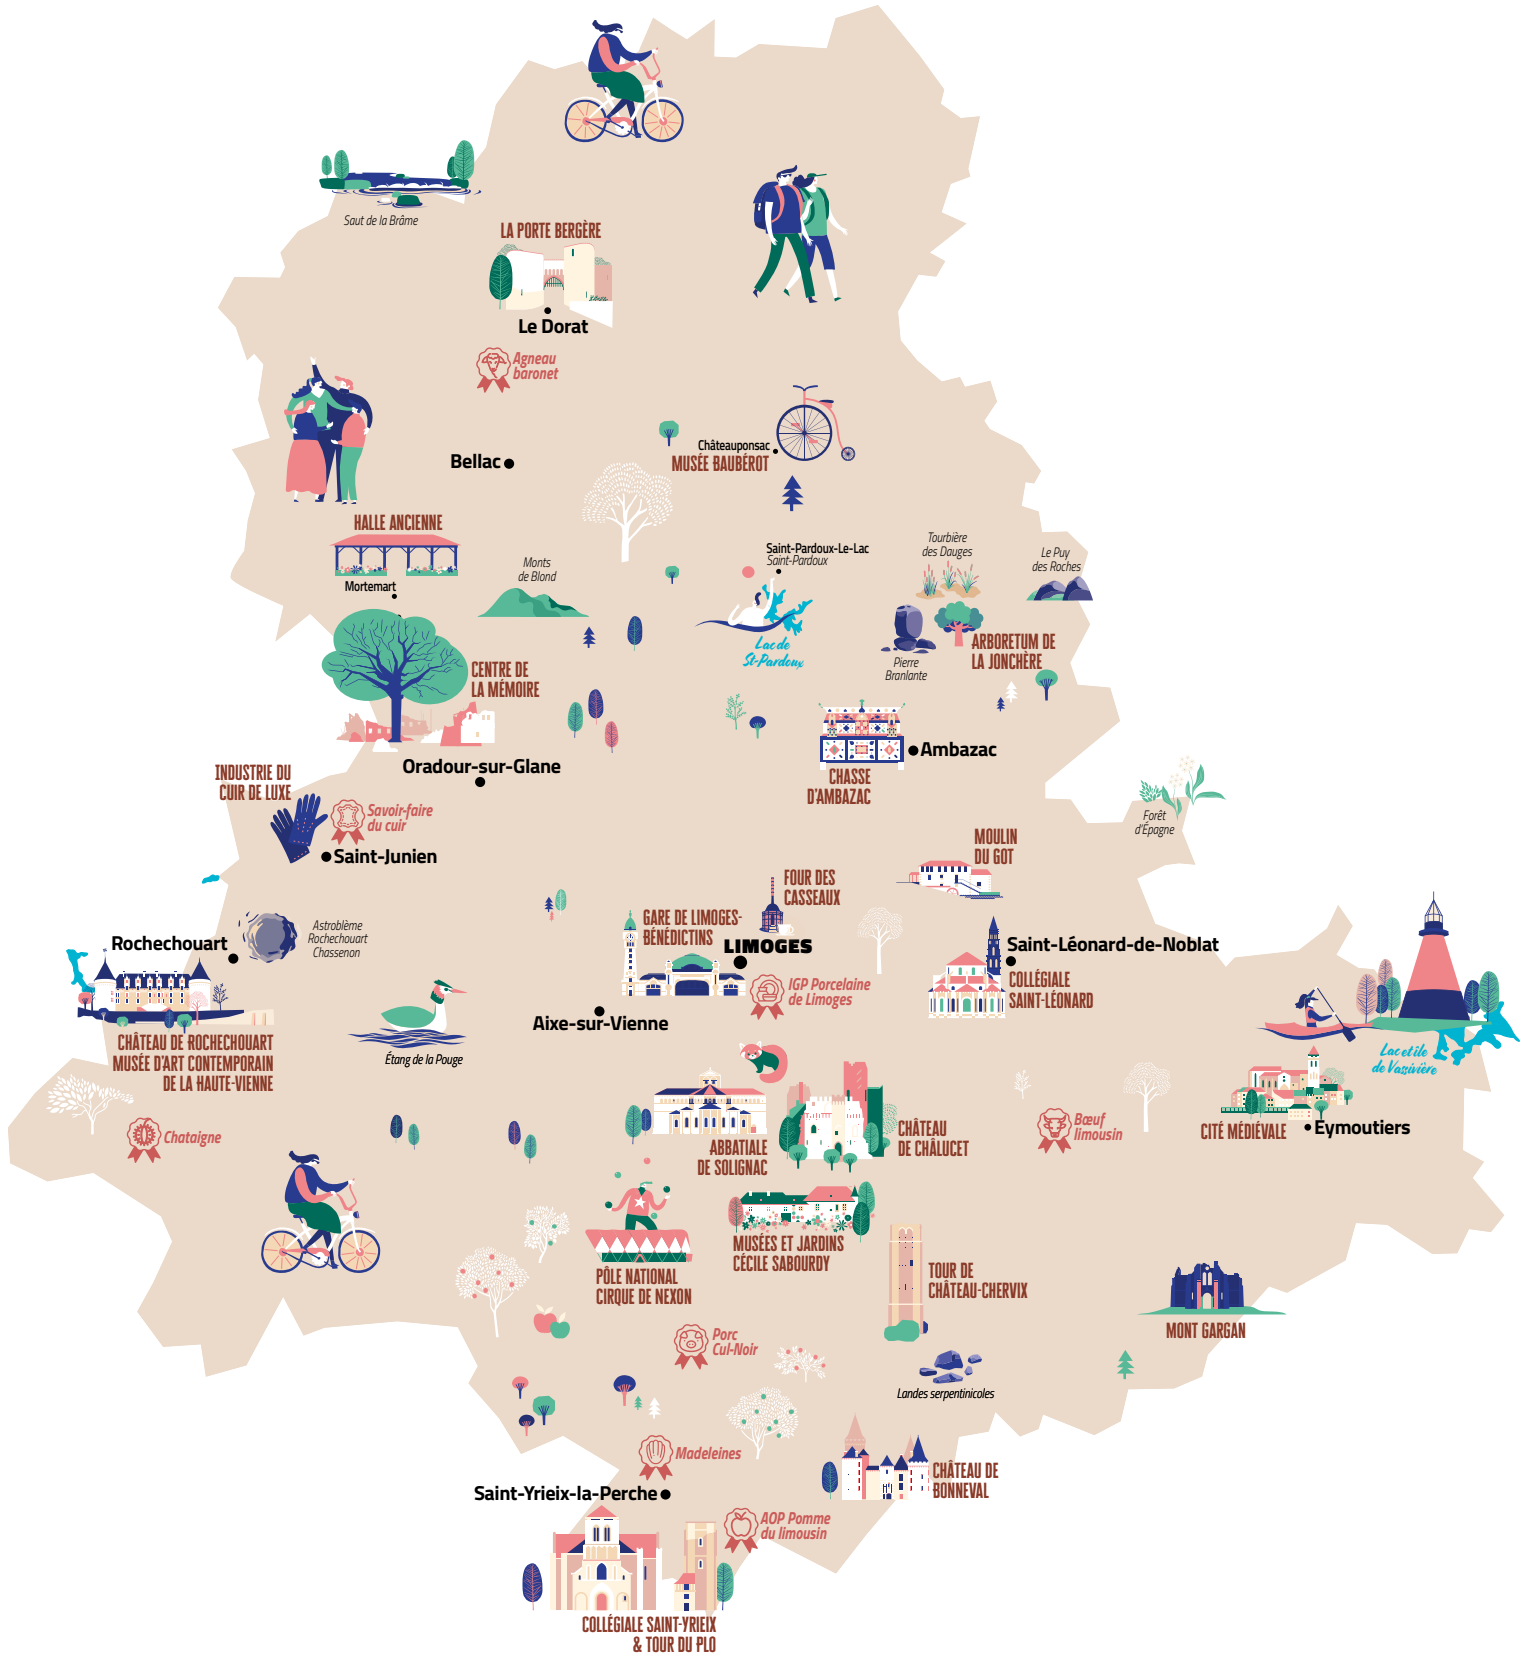 Saut de la Brâme
LA PORTE BERGÈRE
Le Dorat
Agneau
baronet
Bellac
Châteauponsac
MUSÉE BAUBÉROT
HALLE ANCIENNE
Mortemart
Monts
de Blond
Saint-Pardoux-Le-Lac
Saint-Pardoux
Lac de
St-Pardoux
Tourbière
des Dauges
Le Puy
des Roches
Pierre
Branlante
ARBORETUM DE
LA JONCHÈRE
CENTRE DE
LA MÉMOIRE
Oradour-sur-Glane
Ambazac
CHASSE
D'AMBAZAC
INDUSTRIE DU
CUIR DE LUXE
Savoir-faire
du cuir
Saint-Junien
Forêt
d'Épagne
MOULIN
DU GOT
FOUR DES
CASSEAUX
GARE DE LIMOGES-
BÉNÉDICTINS
LIMOGES
IGP Porcelaine
de Limoges
Saint-Léonard-de-Noblat
COLLÉGIALE
SAINT-LÉONARD
Rochechouart
Astroblème
Rochechouart
Chassenon
CHÂTEAU DE ROCHECHOUART
MUSÉE D'ART CONTEMPORAIN
DE LA HAUTE-VIENNE
Étang de la Pouge
Aixe-sur-Vienne
Lac et île
de Vassivière
Chataigne
ABBATIALE
DE SOLIGNAC
CHÂTEAU
DE CHÂLUCET
Bœuf
limousin
CITÉ MÉDIÉVALE
Eymoutiers
PÔLE NATIONAL
CIRQUE DE NEXON
MUSÉES ET JARDINS
CÉCILE SABOURDY
TOUR DE
CHÂTEAU-CHERVIX
MONT GARGAN
Porc
Cul-Noir
Landes serpentinicoles
Madeleines
Saint-Yrieix-la-Perche
CHÂTEAU DE
BONNEVAL
AOP Pomme
du limousin
COLLÉGIALE SAINT-YRIEIX
& TOUR DU PLO